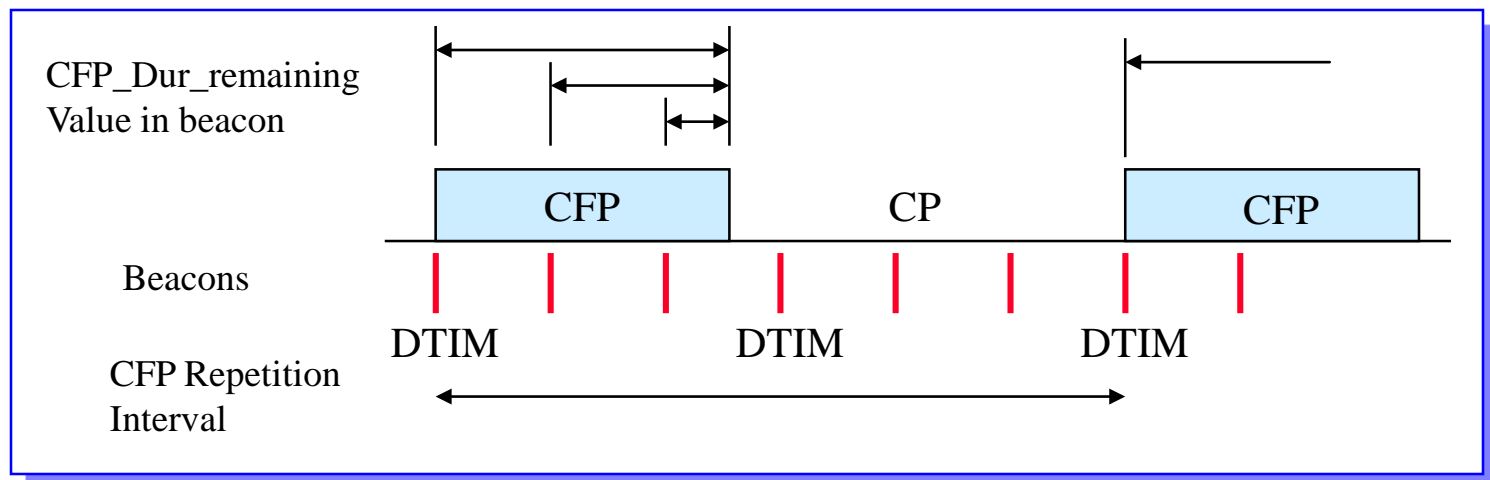 CFP_Dur_remaining
Value in beacon
CFP
CP
CFP
Beacons
DTIM
DTIM
DTIM
CFP Repetition
Interval